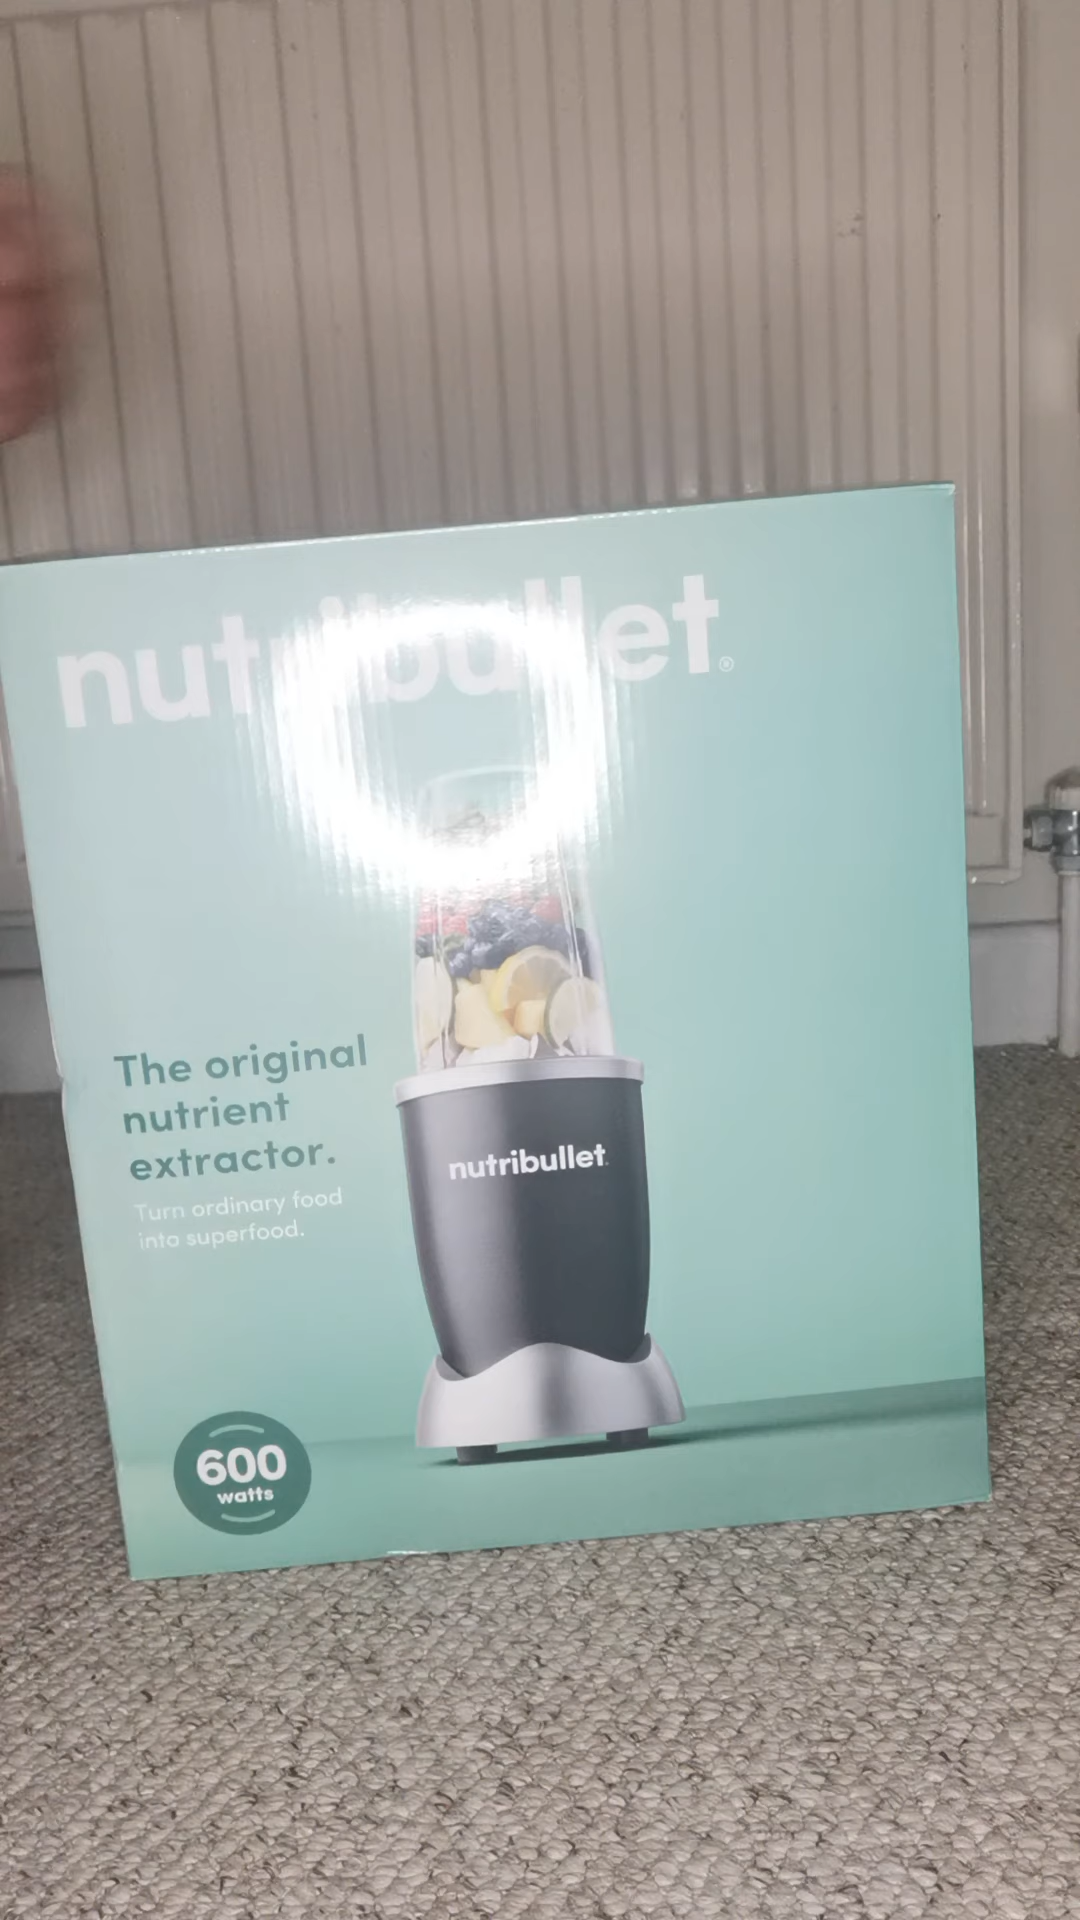 nutribullet®
The original
nutrient
extractor.
Turn ordinary food
into superfood.
nutribullet
600
watts